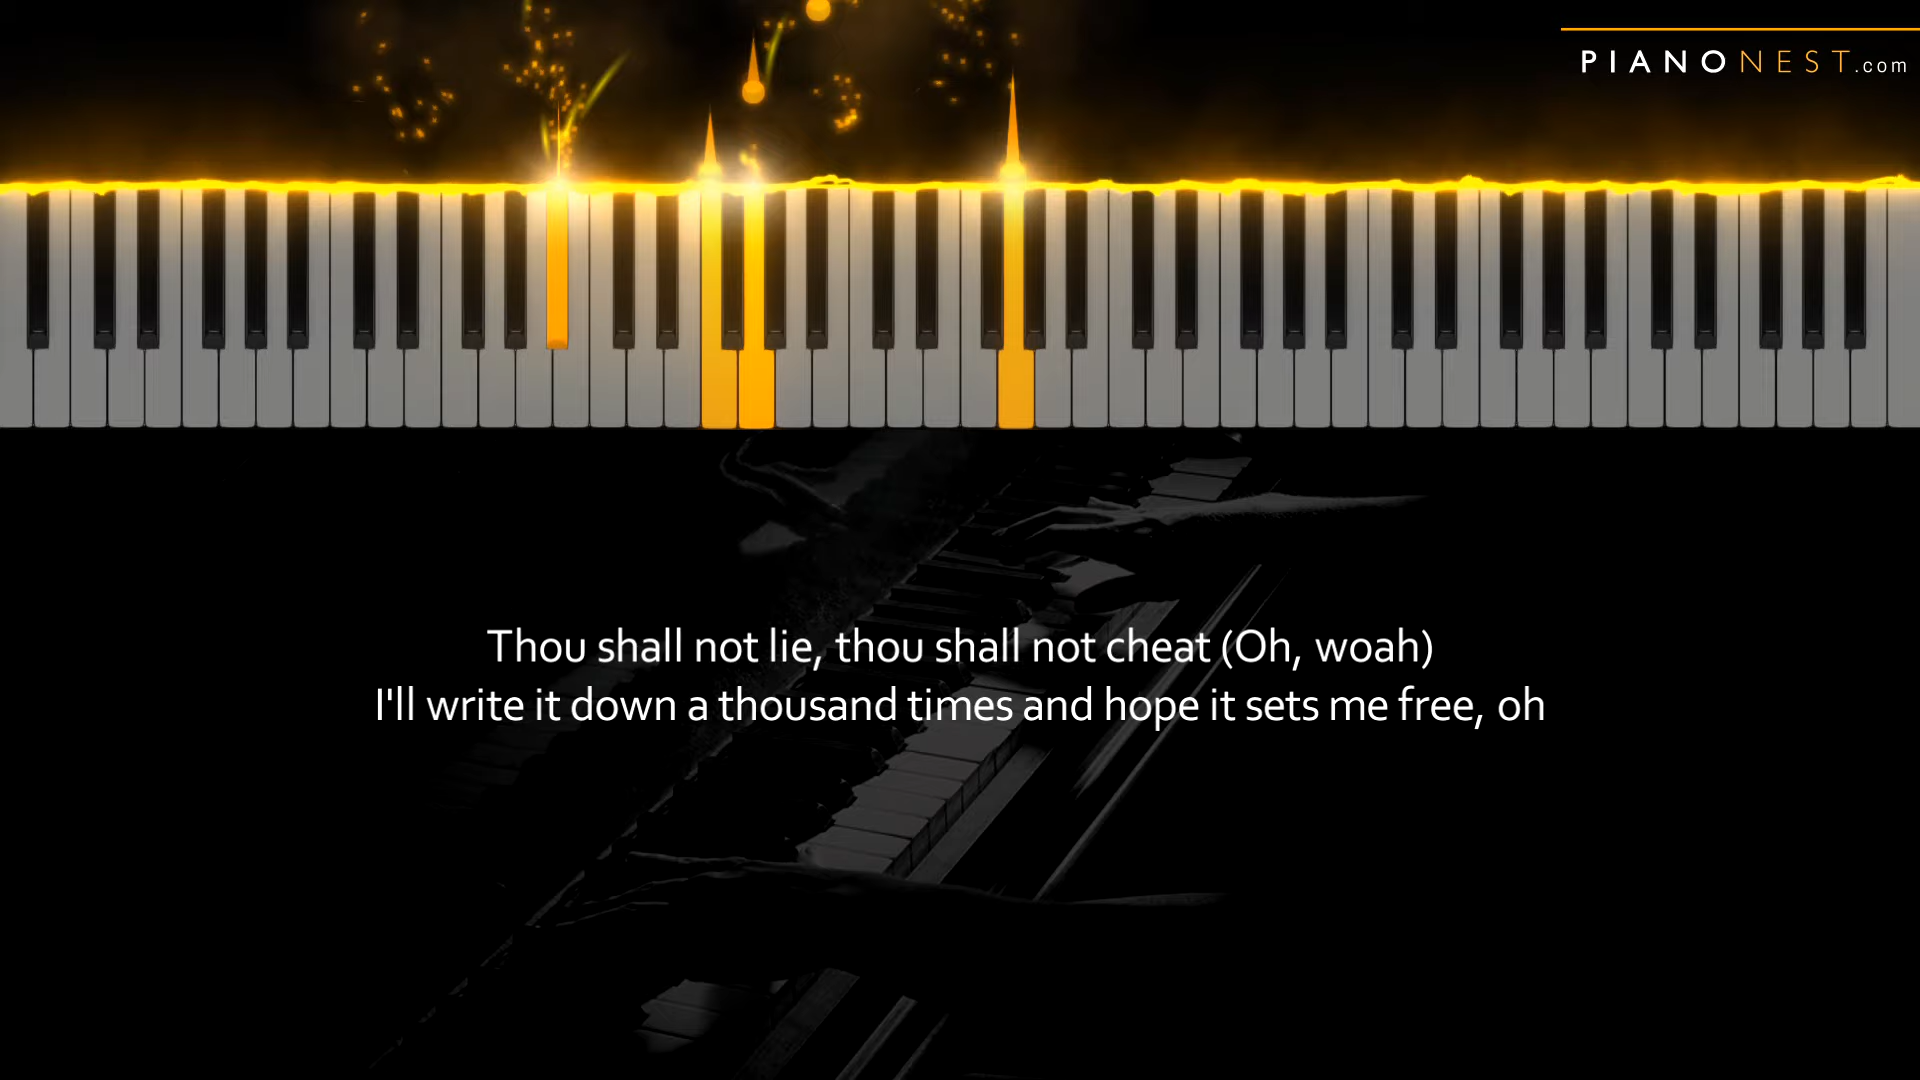 PIANONEST.com
Thou shall not lie, thou shall not cheat (Oh, woah)
I'll write it down a thousand times and hope it sets me free, oh